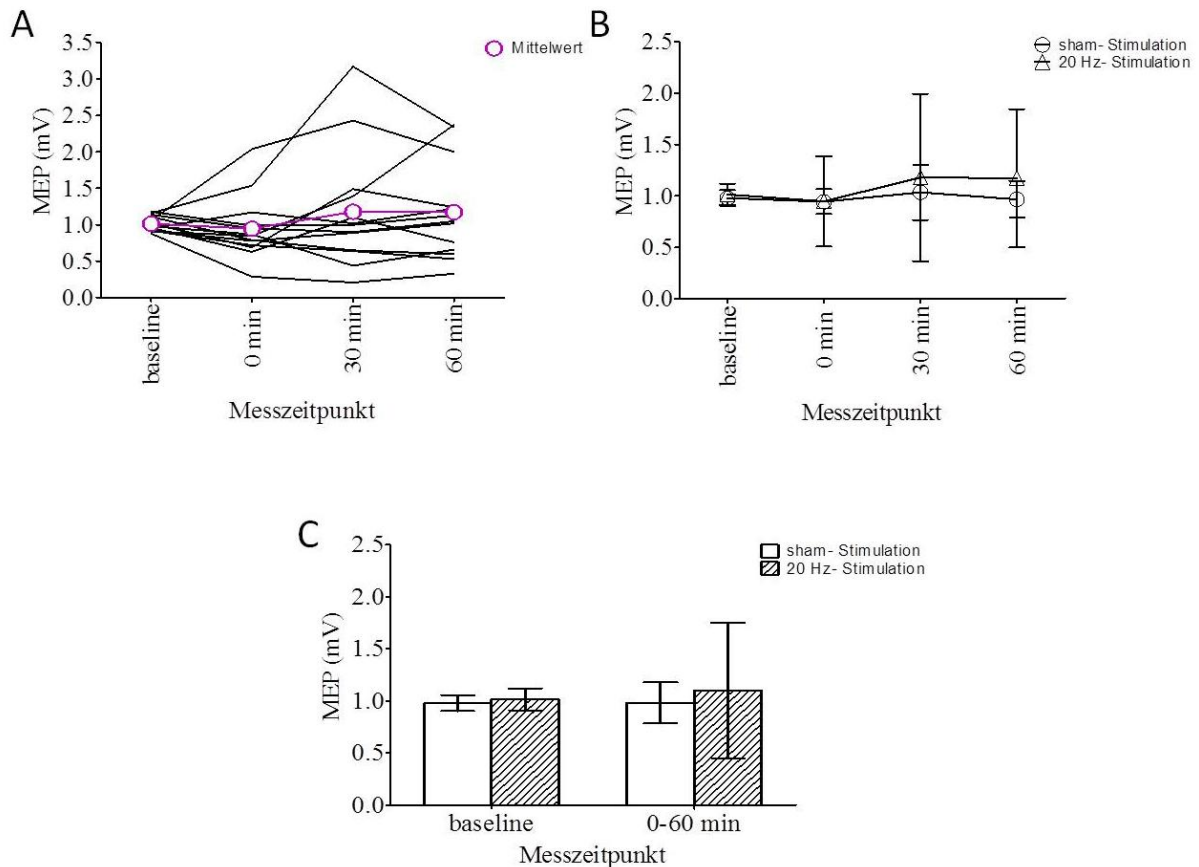 A
MEP (mV)
3.5
3.0
2.5
2.0
1.5
1.0
0.5
0.0
baseline
0 min
30 min
60 min
Messzeitpunkt
Mittelwert
B
MEP (mV)
2.5
2.0
1.5
1.0
0.5
0.0
baseline
0 min
30 min
60 min
Messzeitpunkt
sham- Stimulation
20 Hz- Stimulation
C
MEP (mV)
2.5
2.0
1.5
1.0
0.5
0.0
baseline
0-60 min
Messzeitpunkt
sham- Stimulation
20 Hz- Stimulation